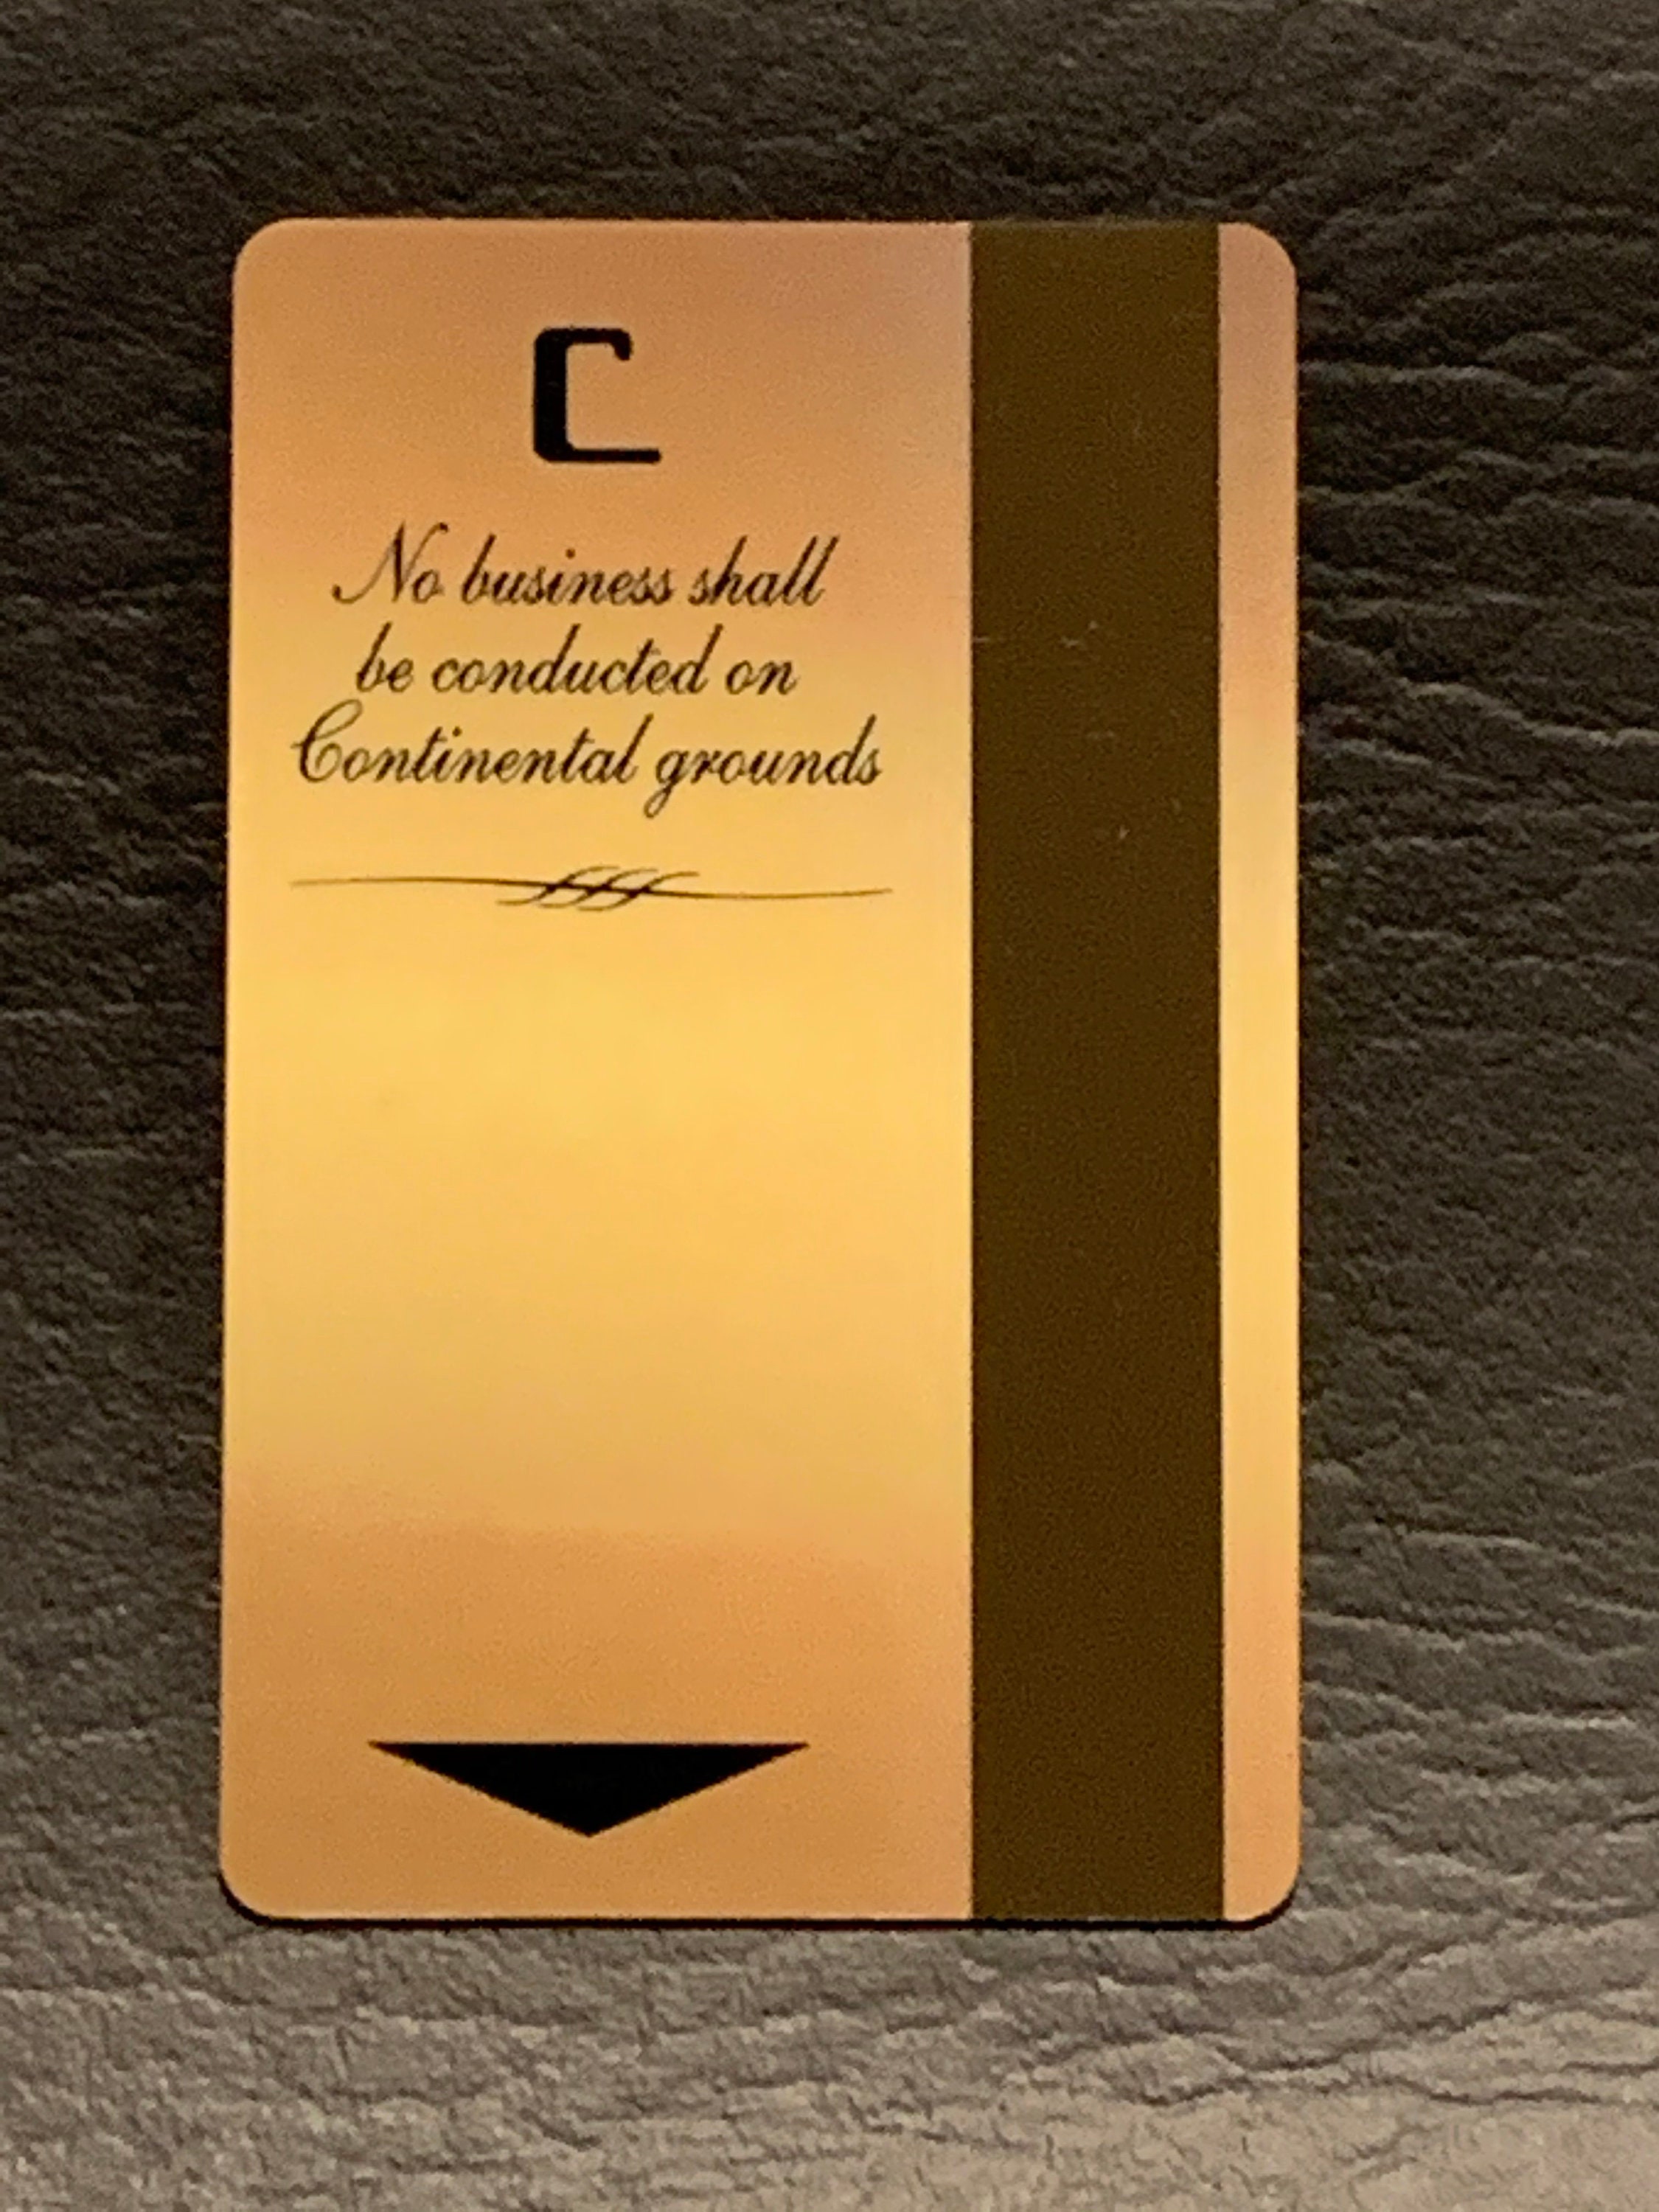 C
No business shall
be conducted on
Continental grounds